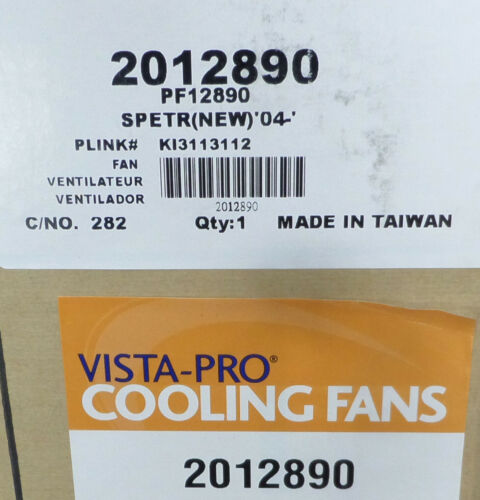 2012890
PF12890
SPETR(NEW)'04-'
PLINK# KI3113112
FAN
VENTILATEUR
VENTILADOR
2012890
C/NO. 282 Qty:1 MADE IN TAIWAN
VISTA-PRO®
COOLING FANS
2012890